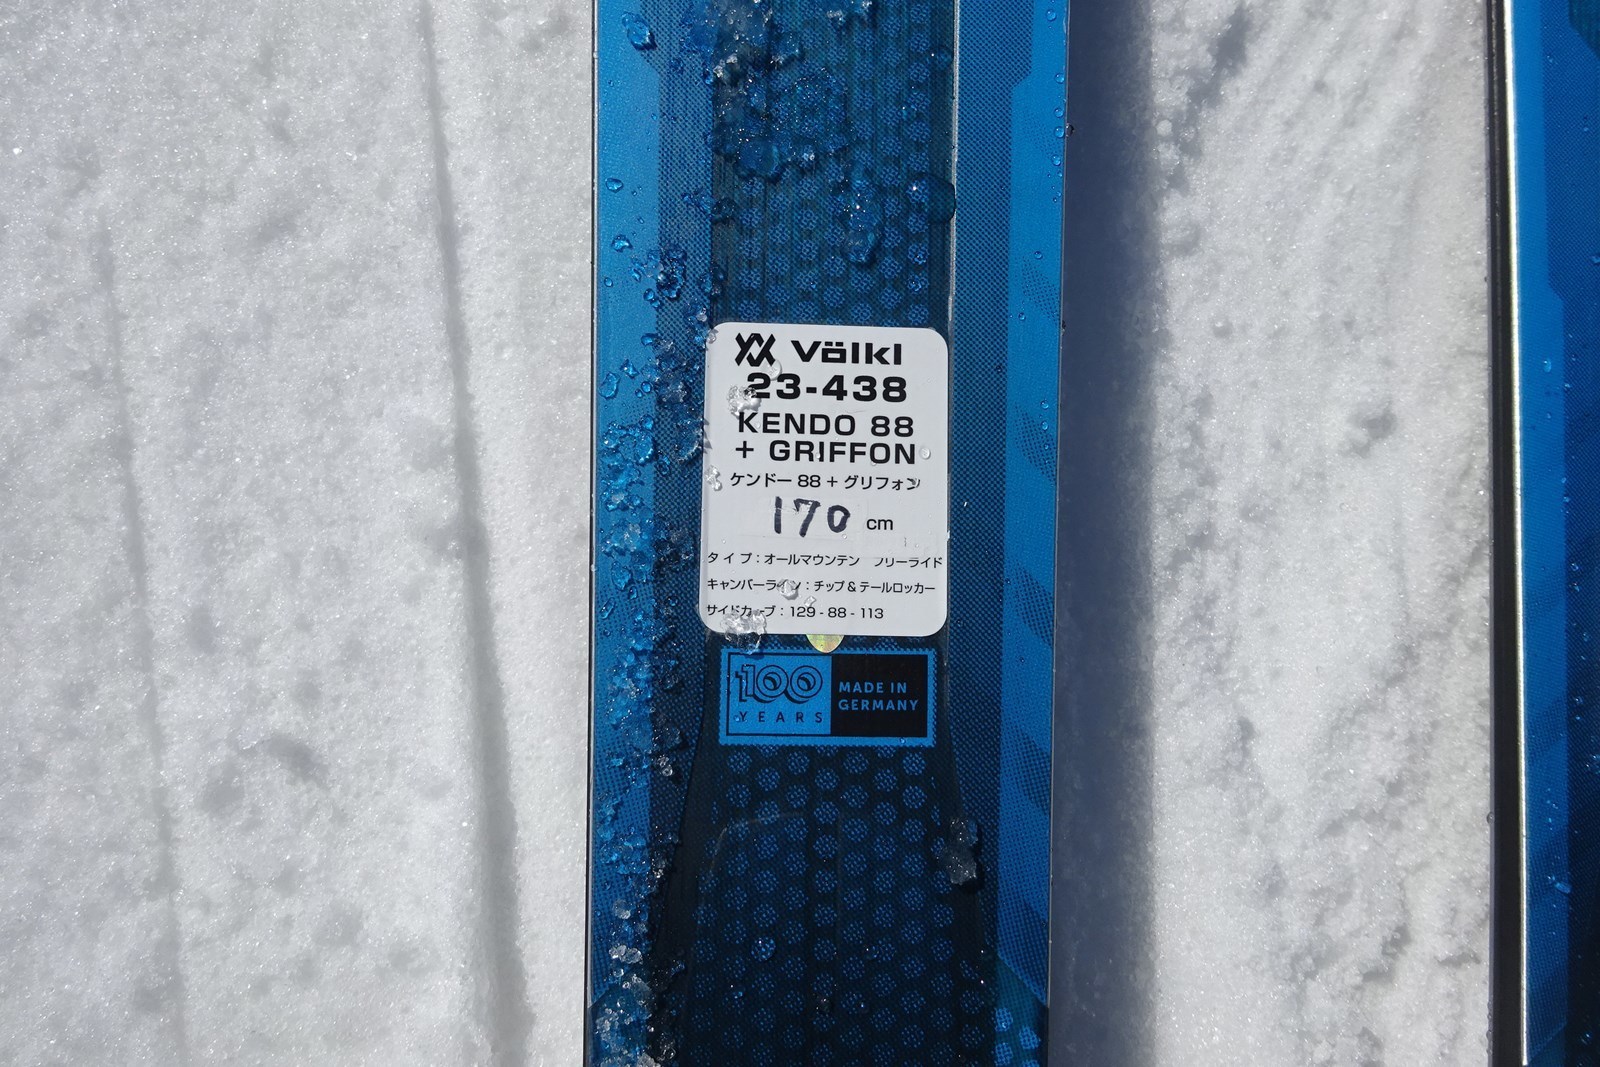 Völkl
23-438
KENDO 88
+ GRIFFON
ケンドー 88 + グリフォン
170 cm
タイプ：オールマウンテン フリーライド
キャンバーライン：チップ&テールロッカー
サイドカーブ：129 - 88 - 113
100
YEARS
MADE IN
GERMANY